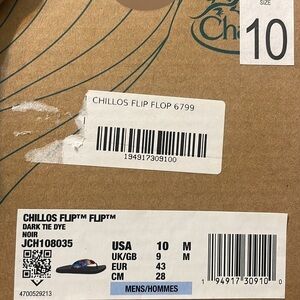 Cha
SIZE
10
CHILLOS FLIP FLOP 6799
194917309100
CHILLOS FLIP™ FLIP™
DARK TIE DYE
NOIR
JCH108035
USA 10 M
UK/GB 9 M
EUR 43
CM 28
MENS/HOMMES
4700529213
1 94917 30910 0